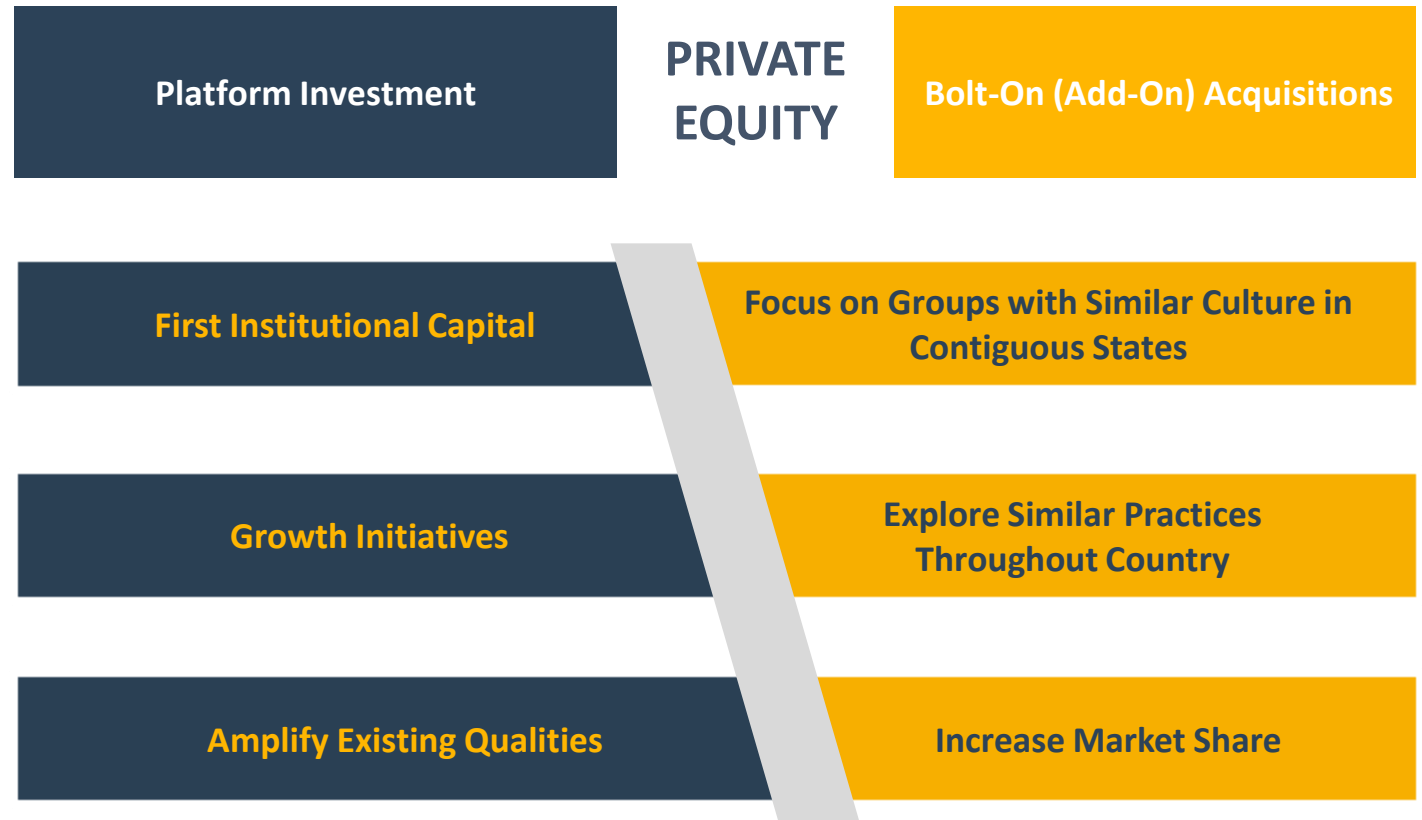 Platform Investment
PRIVATE
EQUITY
Bolt-On (Add-On) Acquisitions
First Institutional Capital
Focus on Groups with Similar Culture in
Contiguous States
Growth Initiatives
Explore Similar Practices
Throughout Country
Amplify Existing Qualities
Increase Market Share